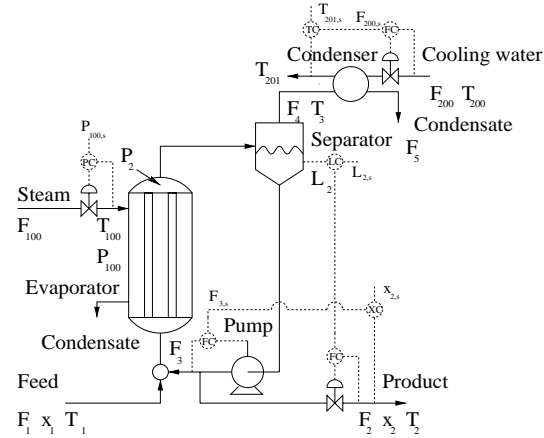 T201,s
F200,s
TC
FC
Condenser
Cooling water
T201
F200 T200
F4 T3
Condensate
P100,s
Separator
F5
P2
PC
LC
L2
L2,s
Steam
F100
T100
P100
Evaporator
F3,s
x2,s
Condensate
Pump
XC
F3
FC
FC
Feed
Product
F1 x1 T1
F2 x2 T2